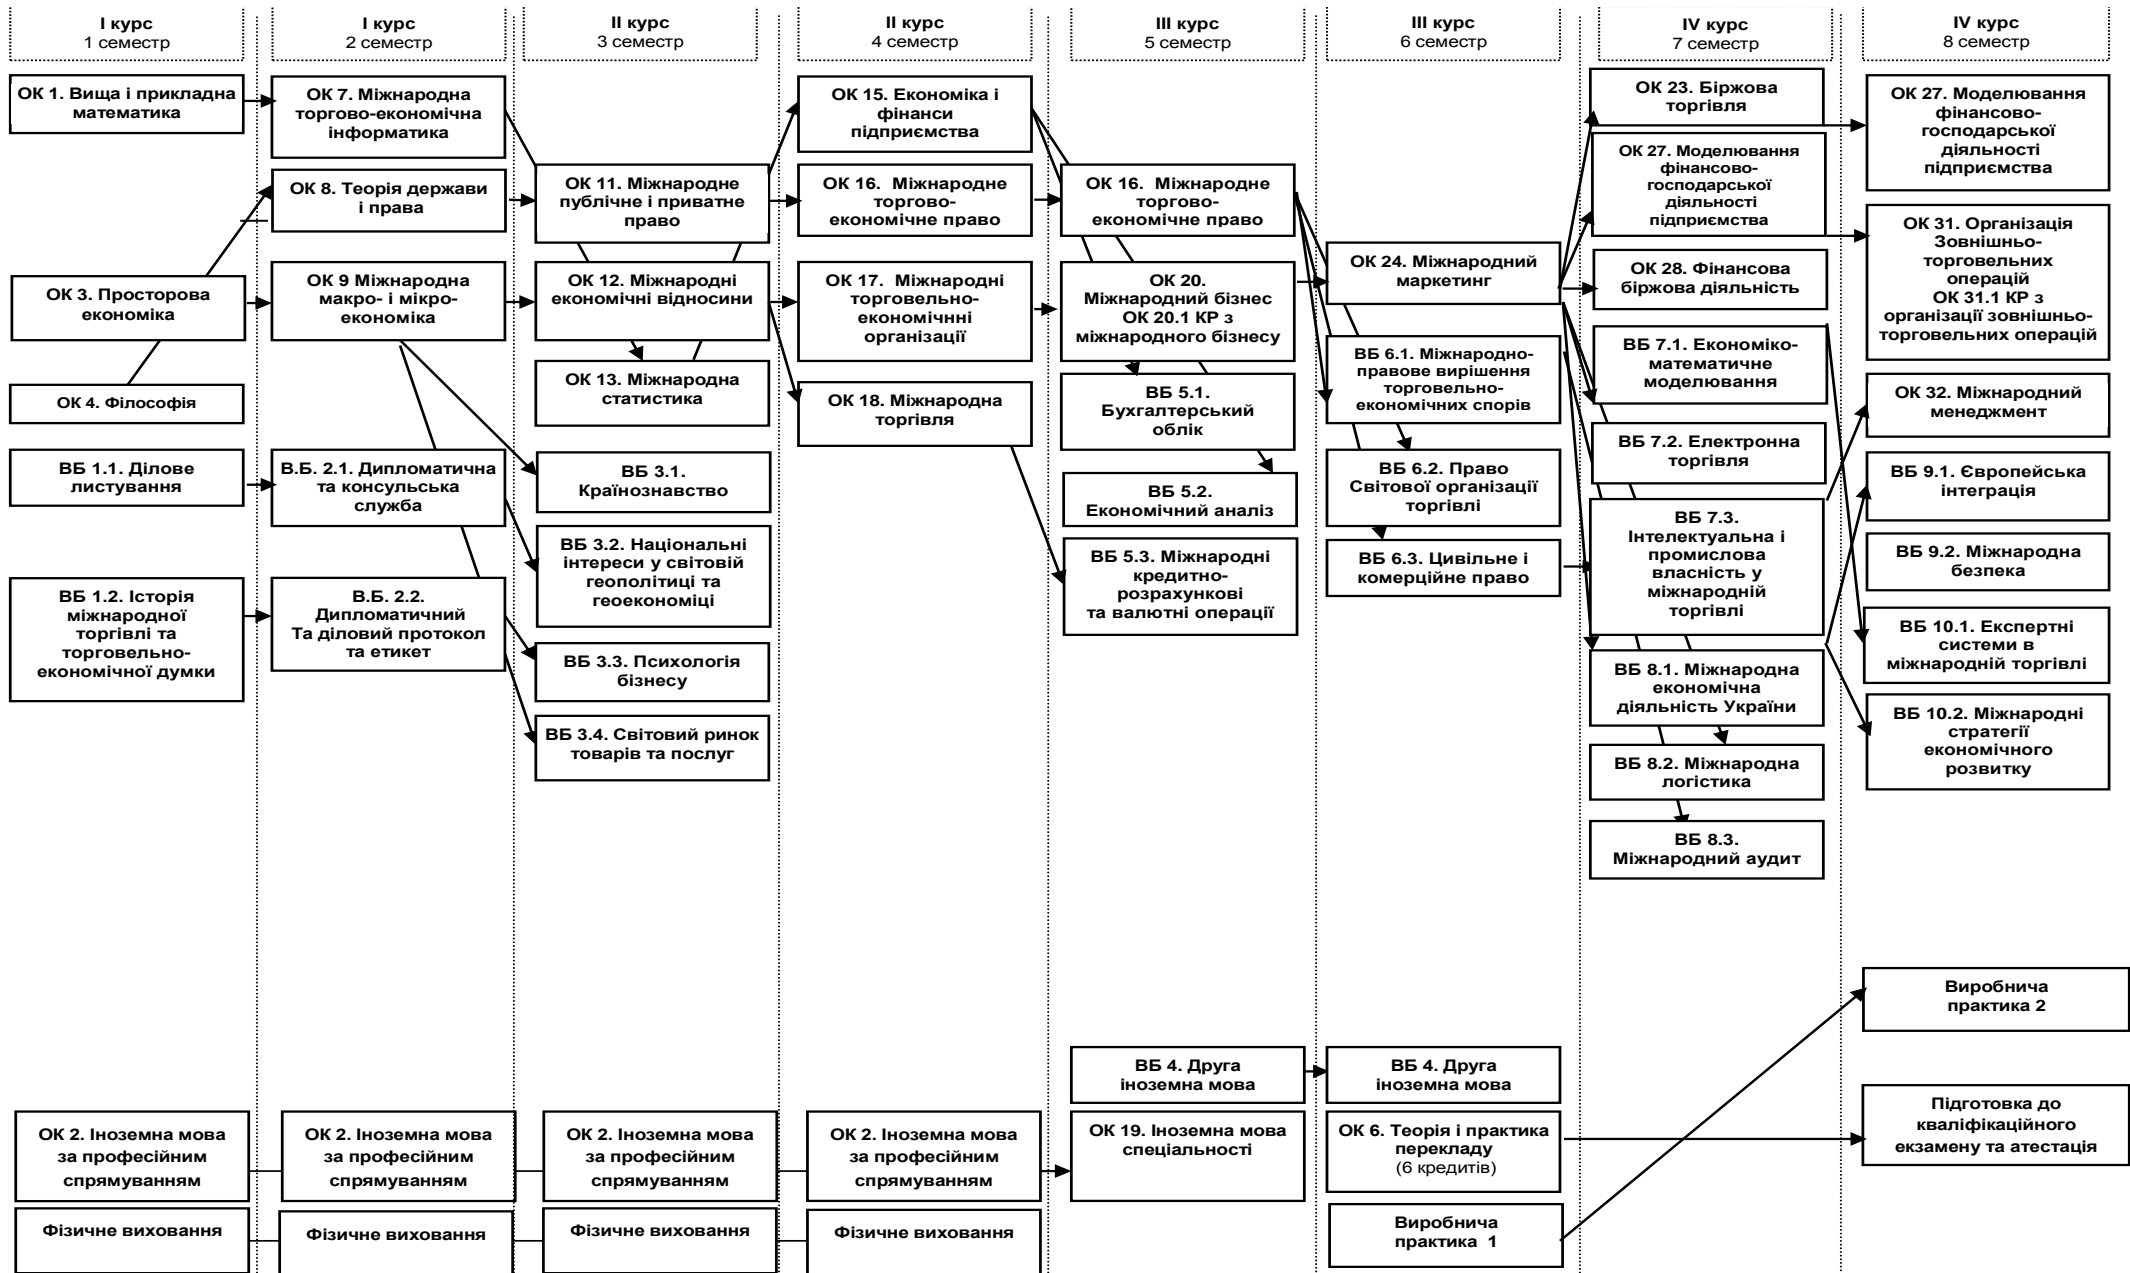 І курс
1 семестр
І курс
2 семестр
ІІ курс
3 семестр
ІІ курс
4 семестр
ІІІ курс
5 семестр
ІІІ курс
6 семестр
ІV курс
7 семестр
ІV курс
8 семестр
ОК 1. Вища і прикладна
математика
ОК 3. Просторова
економіка
ОК 4. Філософія
ВБ 1.1. Ділове
листування
ВБ 1.2. Історія
міжнародної
торгівлі та
торговельно-
економічної думки
ОК 2. Іноземна мова
за професійним
спрямуванням
Фізичне виховання
ОК 7. Міжнародна
торгово-економічна
інформатика
ОК 8. Теорія держави
і права
ОК 9 Міжнародна
макро- і мікро-
економіка
В.Б. 2.1. Дипломатична
та консульська
служба
В.Б. 2.2.
Дипломатичний
Та діловий протокол
та етикет
ОК 2. Іноземна мова
за професійним
спрямуванням
Фізичне виховання
ОК 11. Міжнародне
публічне і приватне
право
ОК 12. Міжнародні
економічні відносини
ОК 13. Міжнародна
статистика
ВБ 3.1.
Країнознавство
ВБ 3.2. Національні
інтереси у світовій
геополітиці та
геоекономіці
ВБ 3.3. Психологія
бізнесу
ВБ 3.4. Світовий ринок
товарів та послуг
ОК 2. Іноземна мова
за професійним
спрямуванням
Фізичне виховання
ОК 15. Економіка і
фінанси
підприємства
ОК 16. Міжнародне
торгово-
економічне право
ОК 17. Міжнародні
торговельно-
економічнні
організації
ОК 18. Міжнародна
торгівля
ОК 2. Іноземна мова
за професійним
спрямуванням
Фізичне виховання
ОК 16. Міжнародне
торгово-
економічне право
ОК 20.
Міжнародний бізнес
ОК 20.1 КР з
міжнародного бізнесу
ВБ 5.1.
Бухгалтерський
облік
ВБ 5.2.
Економічний аналіз
ВБ 5.3. Міжнародні
кредитно-
розрахункові
та валютні операції
ВБ 4. Друга
іноземна мова
ОК 19. Іноземна мова
спеціальності
ОК 24. Міжнародний
маркетинг
ВБ 6.1. Міжнародно-
правове вирішення
торговельно-
економічних спорів
ВБ 6.2. Право
Світової організації
торгівлі
ВБ 6.3. Цивільне і
комерційне право
ВБ 4. Друга
іноземна мова
ОК 6. Теорія і практика
перекладу
(6 кредитів)
Виробнича
практика 1
ОК 23. Біржова
торгівля
ОК 27. Моделювання
фінансово-
господарської
діяльності
підприємства
ОК 28. Фінансова
біржова діяльність
ВБ 7.1. Економіко-
математичне
моделювання
ВБ 7.2. Електронна
торгівля
ВБ 7.3.
Інтелектуальна і
промислова
власність у
міжнародній
торгівлі
ВБ 8.1. Міжнародна
економічна
діяльність України
ВБ 8.2. Міжнародна
логістика
ВБ 8.3.
Міжнародний аудит
ОК 27. Моделювання
фінансово-
господарської
діяльності
підприємства
ОК 31. Організація
Зовнішньо-
торговельних
операцій
ОК 31.1 КР з
організації зовнішньо-
торговельних операцій
ОК 32. Міжнародний
менеджмент
ВБ 9.1. Європейська
інтеграція
ВБ 9.2. Міжнародна
безпека
ВБ 10.1. Експертні
системи в
міжнародній торгівлі
ВБ 10.2. Міжнародні
стратегії
економічного
розвитку
Виробнича
практика 2
Підготовка до
кваліфікаційного
екзамену та атестація